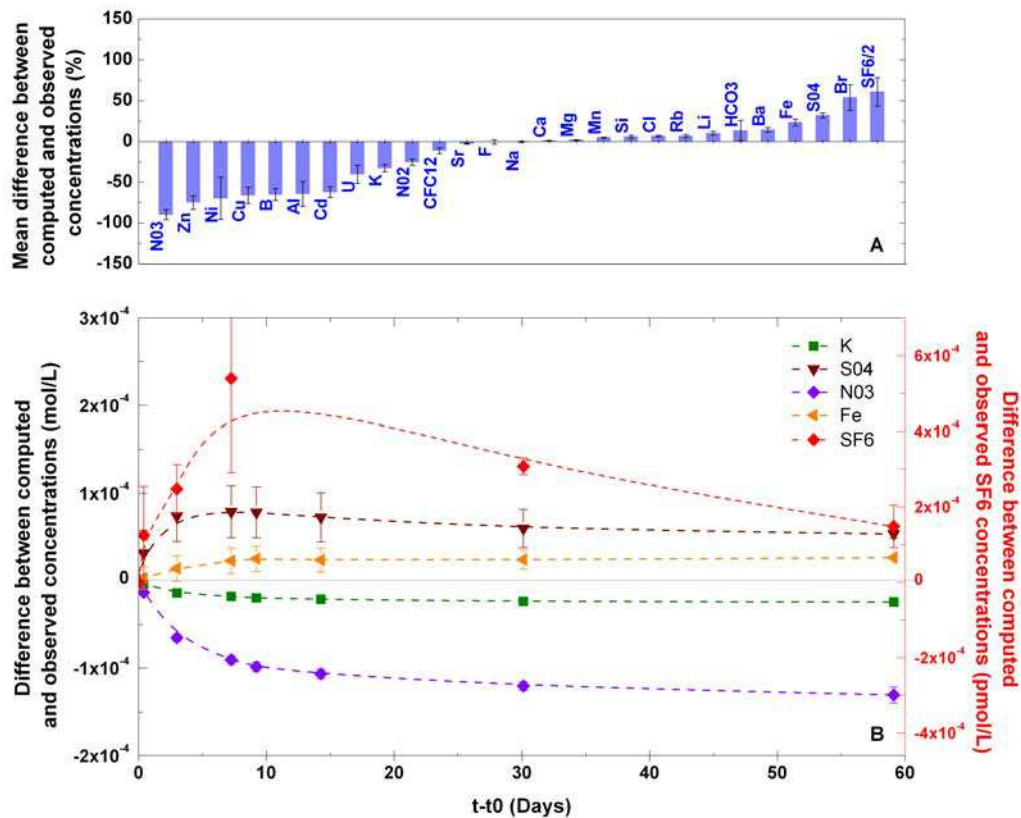 Mean difference between
computed and observed
concentrations (%)
150
100
50
0
-50
-100
-150
N03
Zn
Ni
Cu
B
Al
Cd
U
K
N02
CFC12
Sr
F
Na
Ca
Mg
Mn
Si
Cl
Rb
Li
HCO3
Ba
Fe
S04
Br
SF6/2
A
Difference between computed
and observed concentrations (mol/L)
3x10⁻⁴
2x10⁻⁴
1x10⁻⁴
0
-1x10⁻⁴
-2x10⁻⁴
K
S04
N03
Fe
SF6
6x10⁻⁴
4x10⁻⁴
2x10⁻⁴
0
-2x10⁻⁴
-4x10⁻⁴
Difference between computed
and observed SF6 concentrations (pmol/L)
B
0
10
20
30
40
50
60
t-t0 (Days)